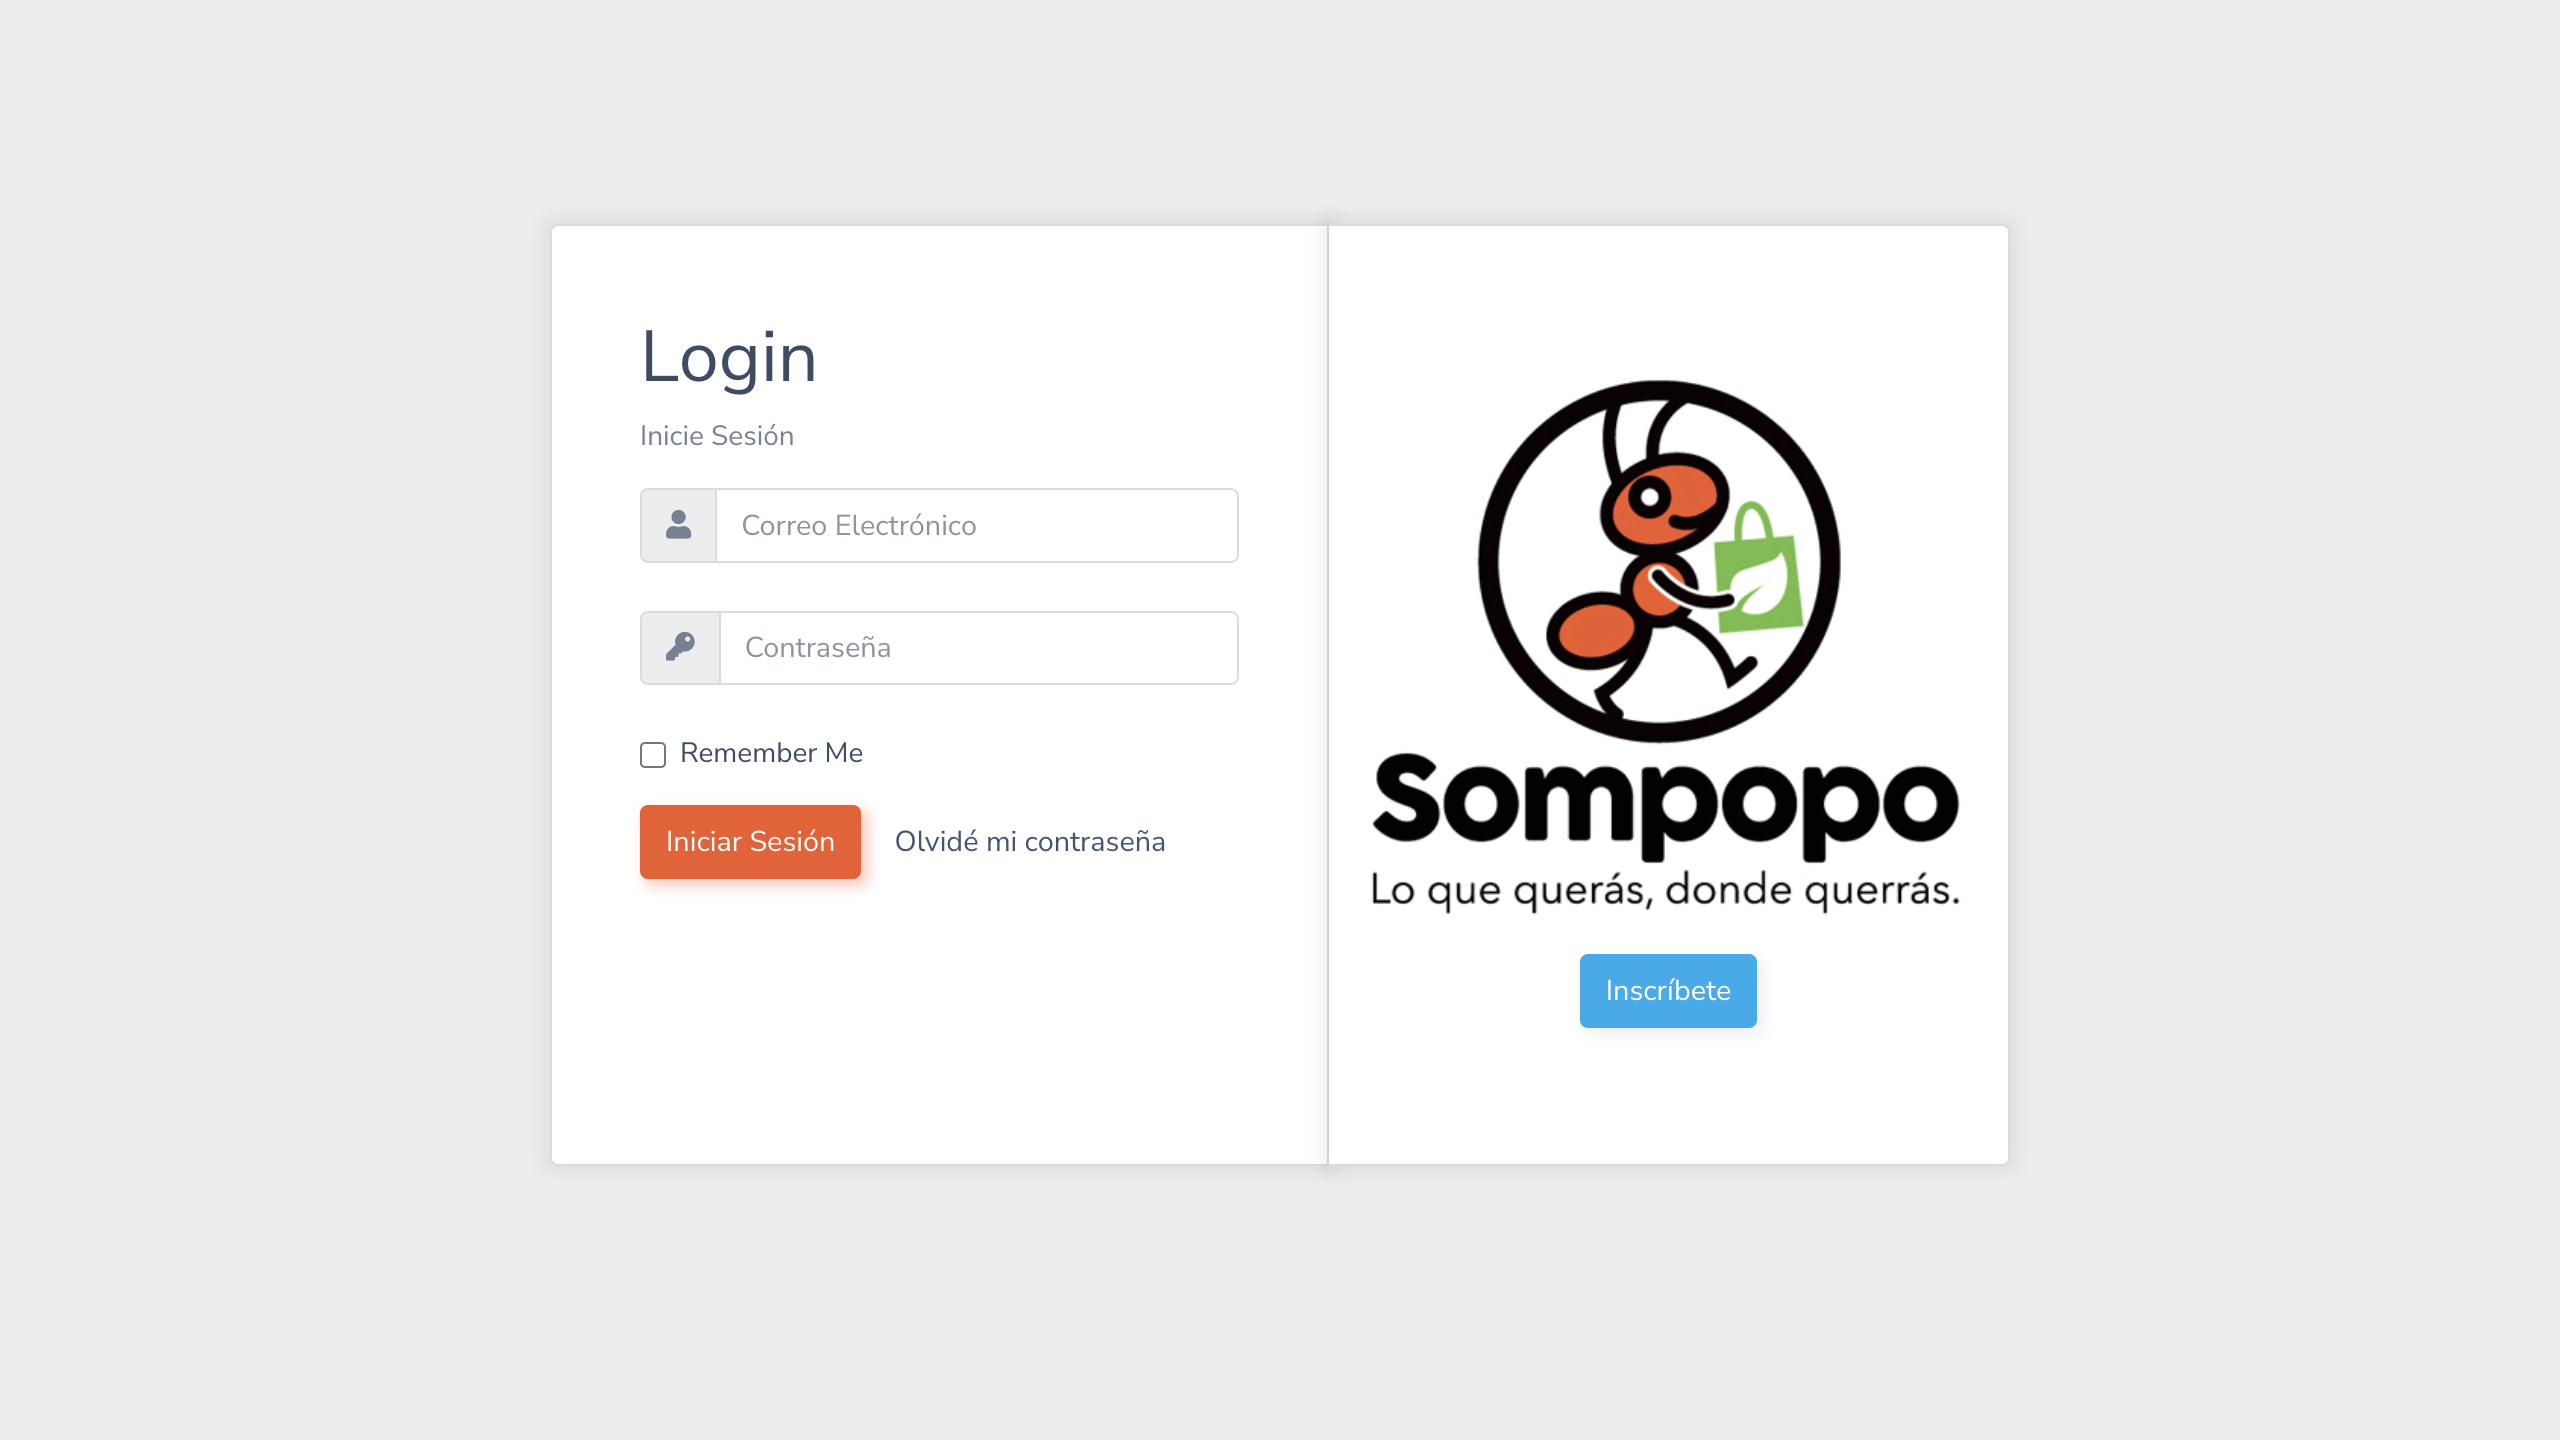 Login
Inicie Sesión
Correo Electrónico
Contraseña
Remember Me
Iniciar Sesión
Olvidé mi contraseña
Sompopo
Lo que querás, donde querrás.
Inscríbete